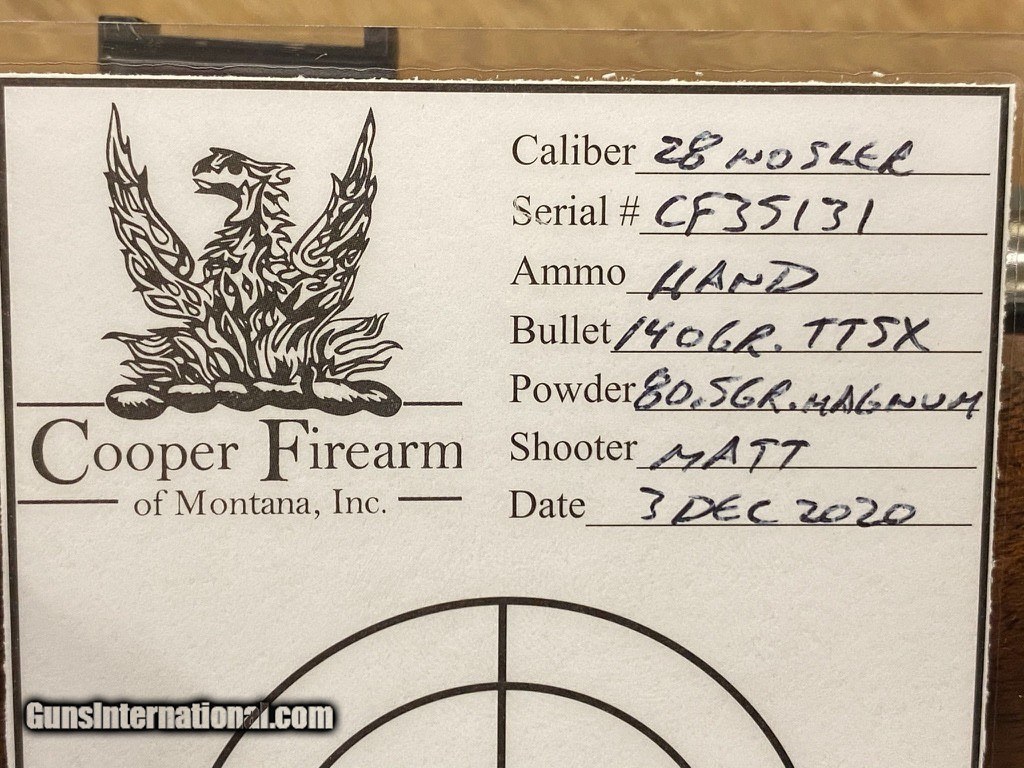 Caliber 28 NOSLER
Serial # CF35131
Ammo HAND
Bullet 140GR. TTSX
Powder 80.5GR. MAGNUM
Shooter MATT
Date 3 DEC 2020
Cooper Firearm
of Montana, Inc.
GunsInternational.com